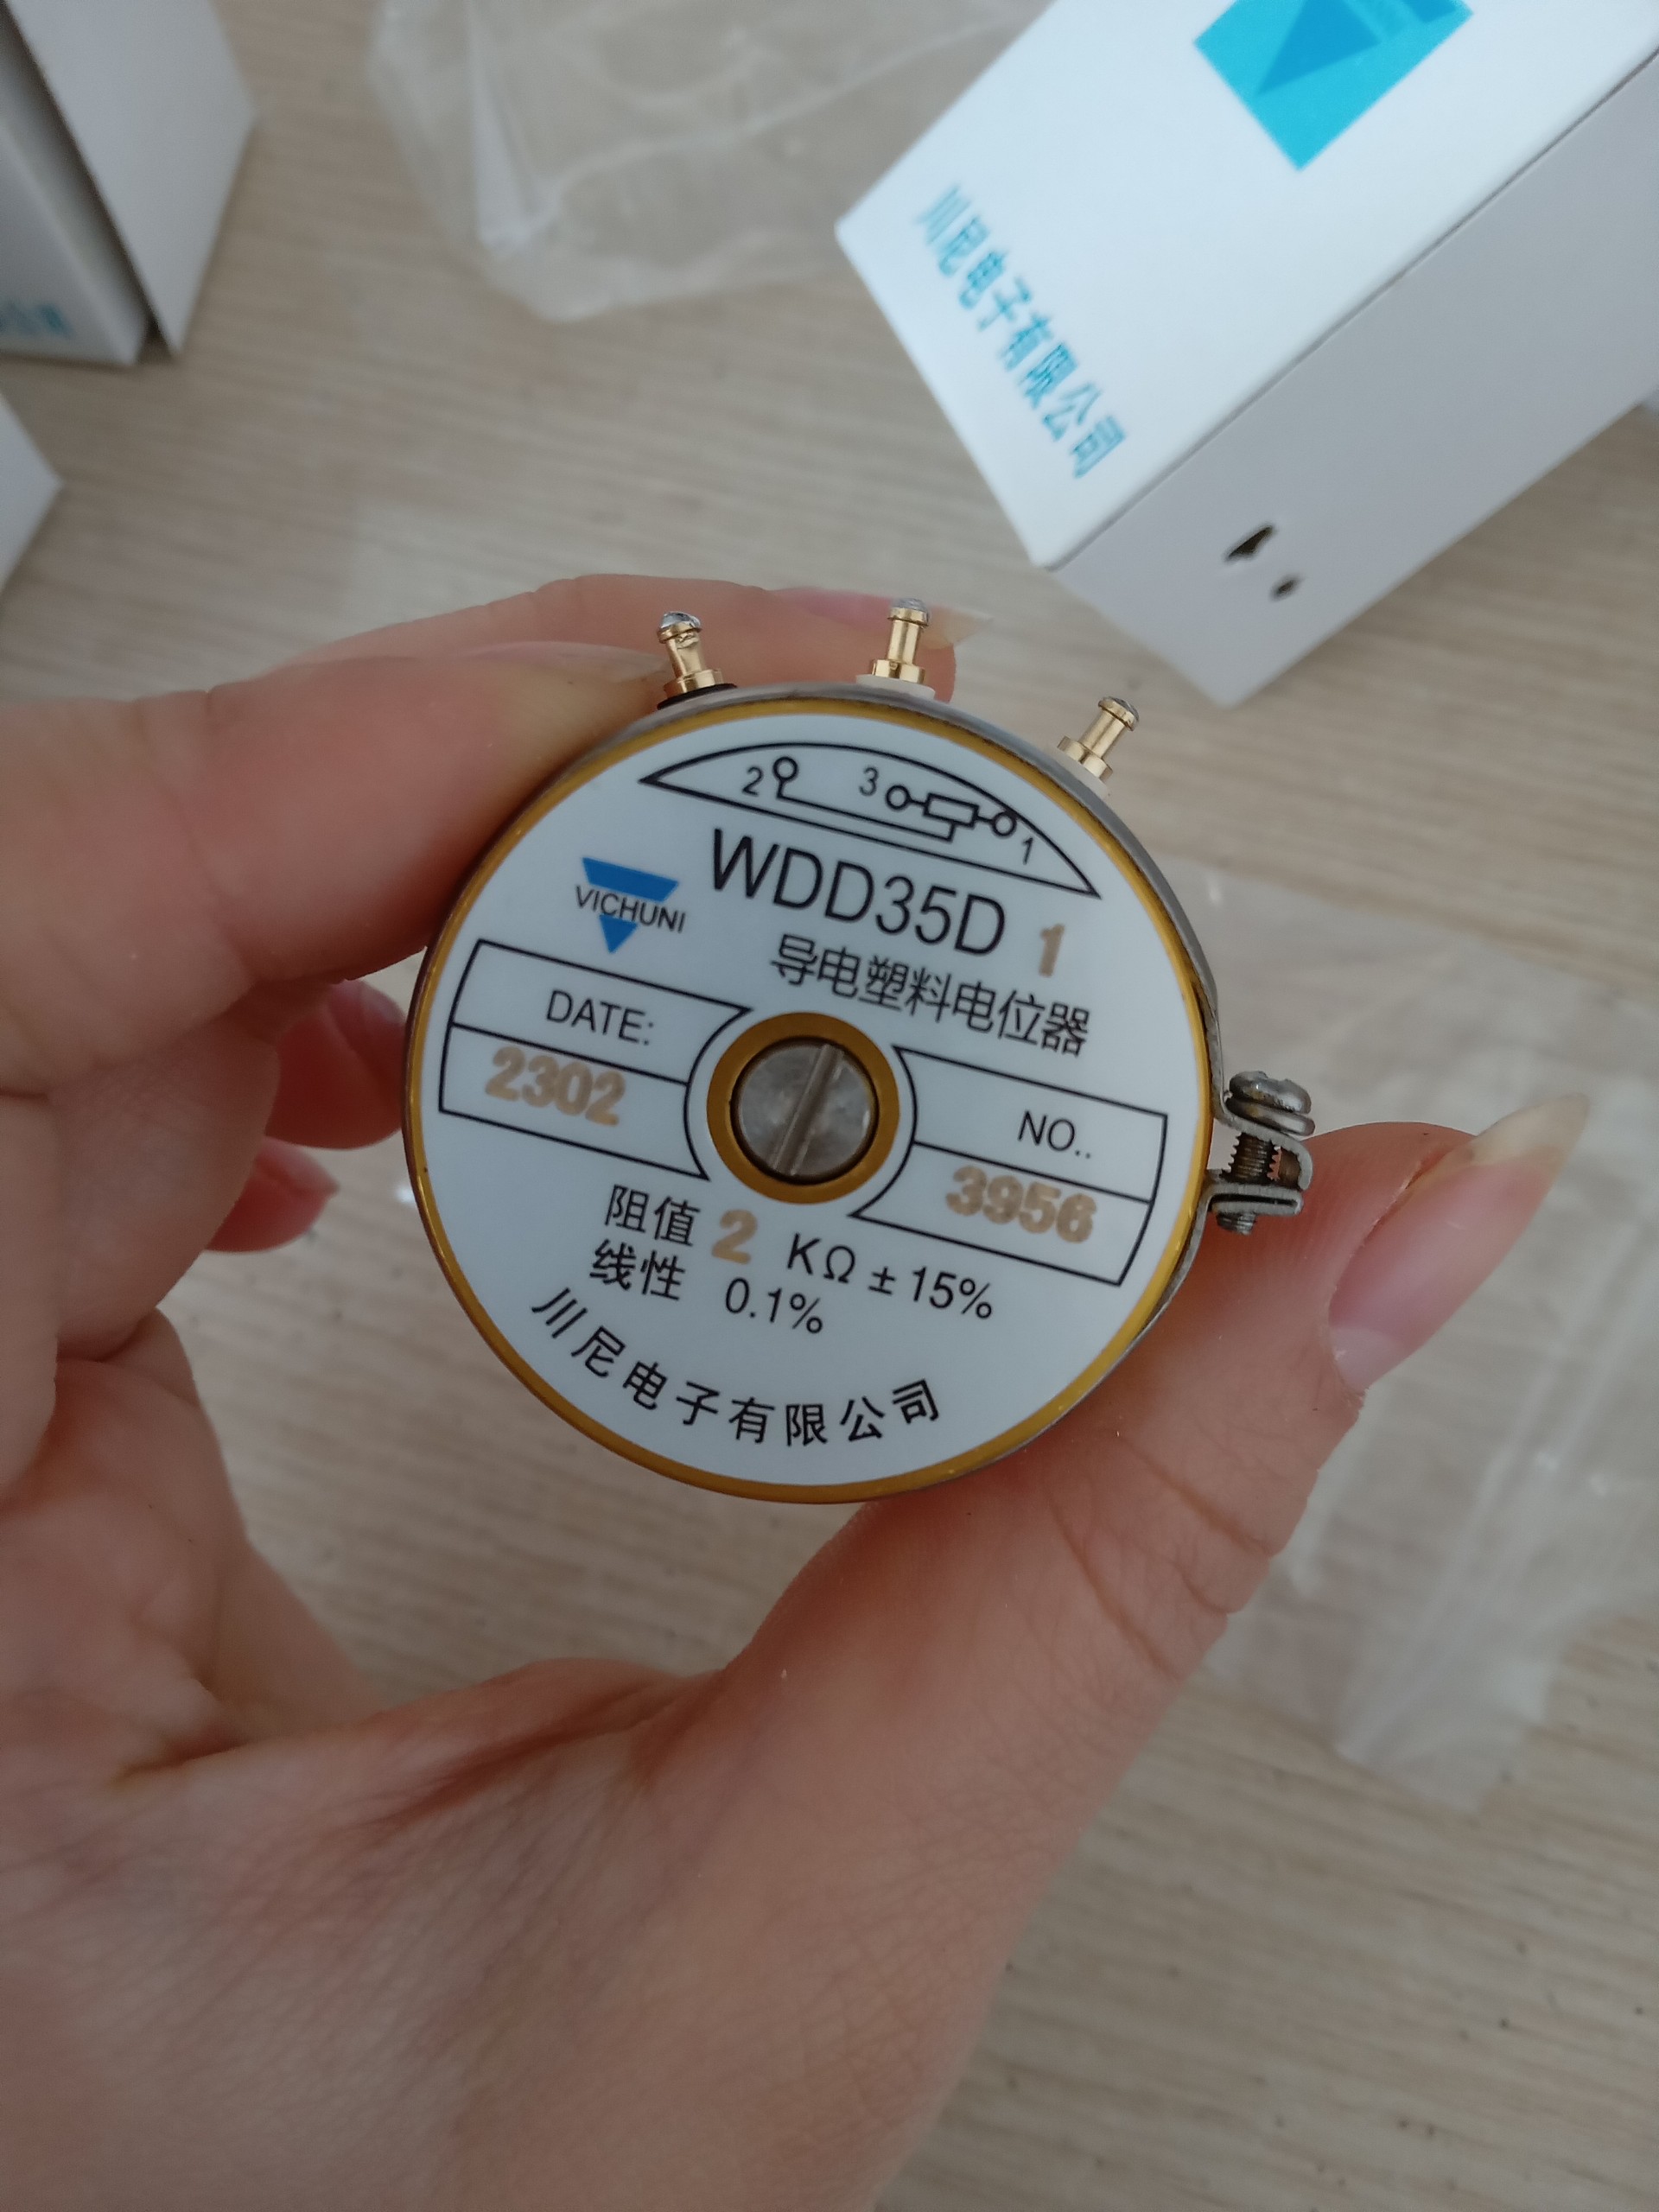 川尼电子有限公司
2 3 1
WDD35D 1
VICHUNI
导电塑料电位器
DATE:
2302
NO..
3956
阻值 2 KΩ ± 15%
线性 0.1%
川尼电子有限公司